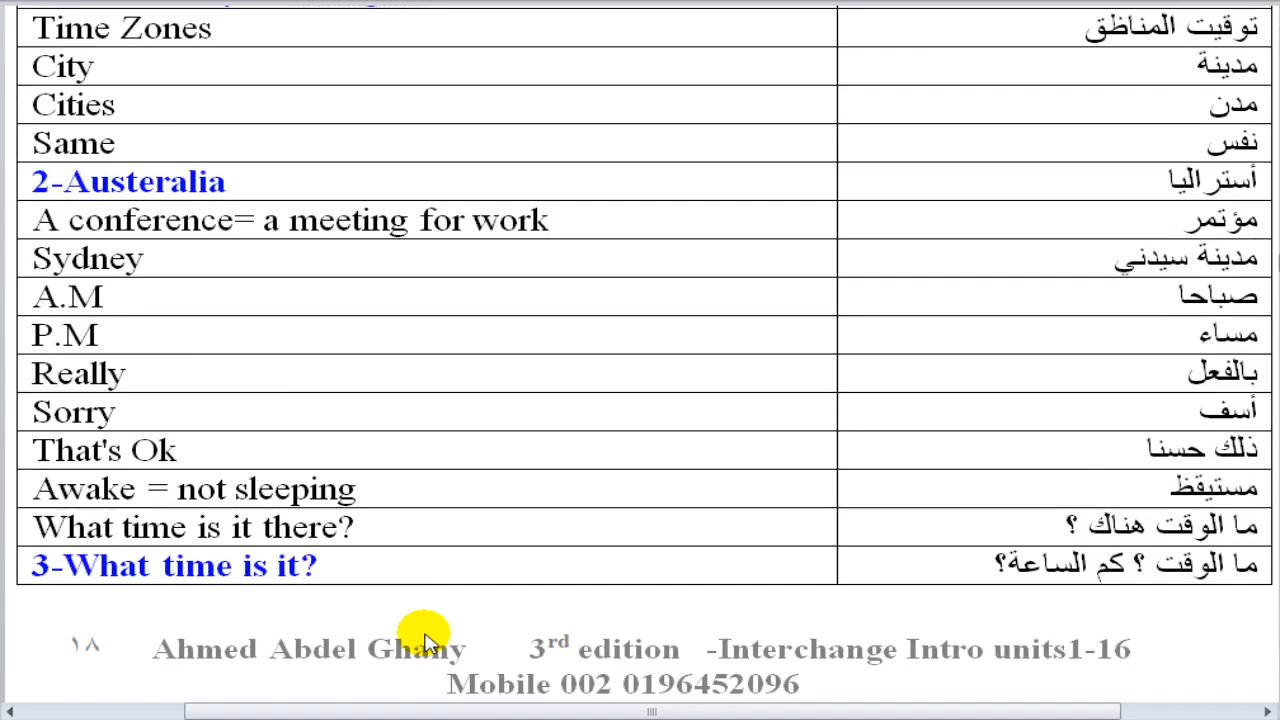 Time Zones توقيت المناظق
City مدينة
Cities مدن
Same نفس
2-Austeralia أستراليا
A conference= a meeting for work مؤتمر
Sydney مدينة سيدني
A.M صباحا
P.M مساء
Really بالفعل
Sorry أسف
That's Ok ذلك حسنا
Awake = not sleeping مستيقظ
What time is it there? ما الوقت هناك ؟
3-What time is it? ما الوقت ؟ كم الساعة؟
١٨ Ahmed Abdel Ghany 3rd edition -Interchange Intro units1-16
Mobile 002 0196452096